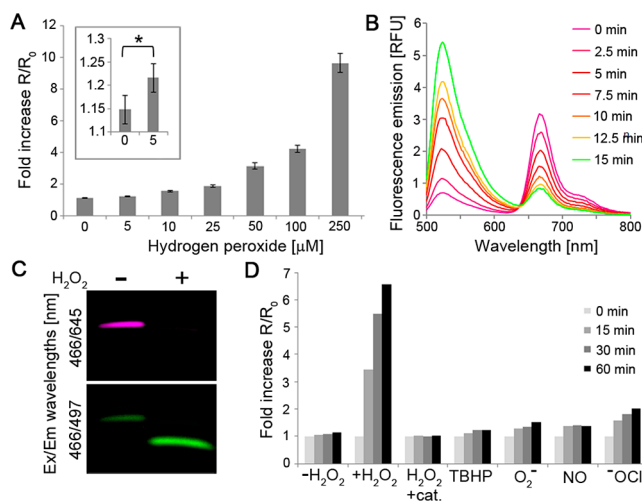 A
Fold increase R/R0
12
10
8
6
4
2
0
1.3
1.25
1.2
1.15
1.1
*
0 5
0 5 10 25 50 100 250
Hydrogen peroxide [µM]
B
Fluorescence emission [RFU]
6
5
4
3
2
1
0
500 600 700 800
Wavelength [nm]
0 min
2.5 min
5 min
7.5 min
10 min
12.5 min
15 min
C
H2O2 − +
Ex/Em wavelengths [nm]
466/645
466/497
D
Fold increase R/R0
7
6
5
4
3
2
1
0
0 min
15 min
30 min
60 min
−H2O2 +H2O2 H2O2 TBHP O2− NO −OCl
+cat.